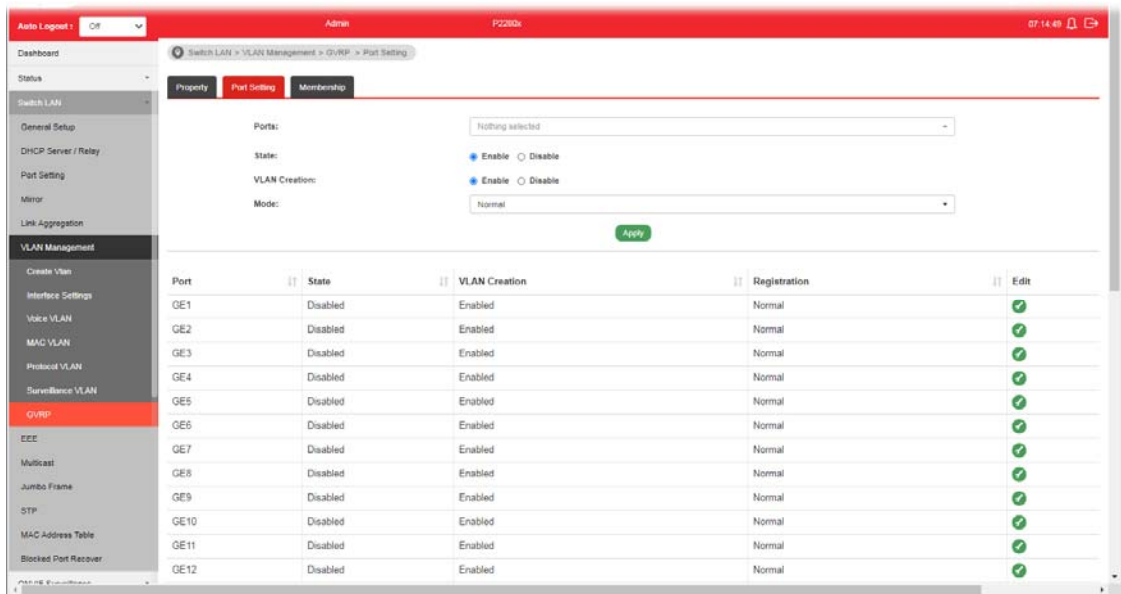 Auto Logout : Off Admin P2280x 07:14:49
Dashboard
Status
Switch LAN
General Setup
DHCP Server / Relay
Port Setting
Mirror
Link Aggregation
VLAN Management
Create Vlan
Interface Settings
Voice VLAN
MAC VLAN
Protocol VLAN
Surveillance VLAN
GVRP
EEE
Multicast
Jumbo Frame
STP
MAC Address Table
Blocked Port Recover
ONVIF Surveillance
Switch LAN > VLAN Management > GVRP > Port Setting
Property Port Setting Membership
Ports: Nothing selected
State: Enable Disable
VLAN Creation: Enable Disable
Mode: Normal
Apply
Port State VLAN Creation Registration Edit
GE1 Disabled Enabled Normal
GE2 Disabled Enabled Normal
GE3 Disabled Enabled Normal
GE4 Disabled Enabled Normal
GE5 Disabled Enabled Normal
GE6 Disabled Enabled Normal
GE7 Disabled Enabled Normal
GE8 Disabled Enabled Normal
GE9 Disabled Enabled Normal
GE10 Disabled Enabled Normal
GE11 Disabled Enabled Normal
GE12 Disabled Enabled Normal